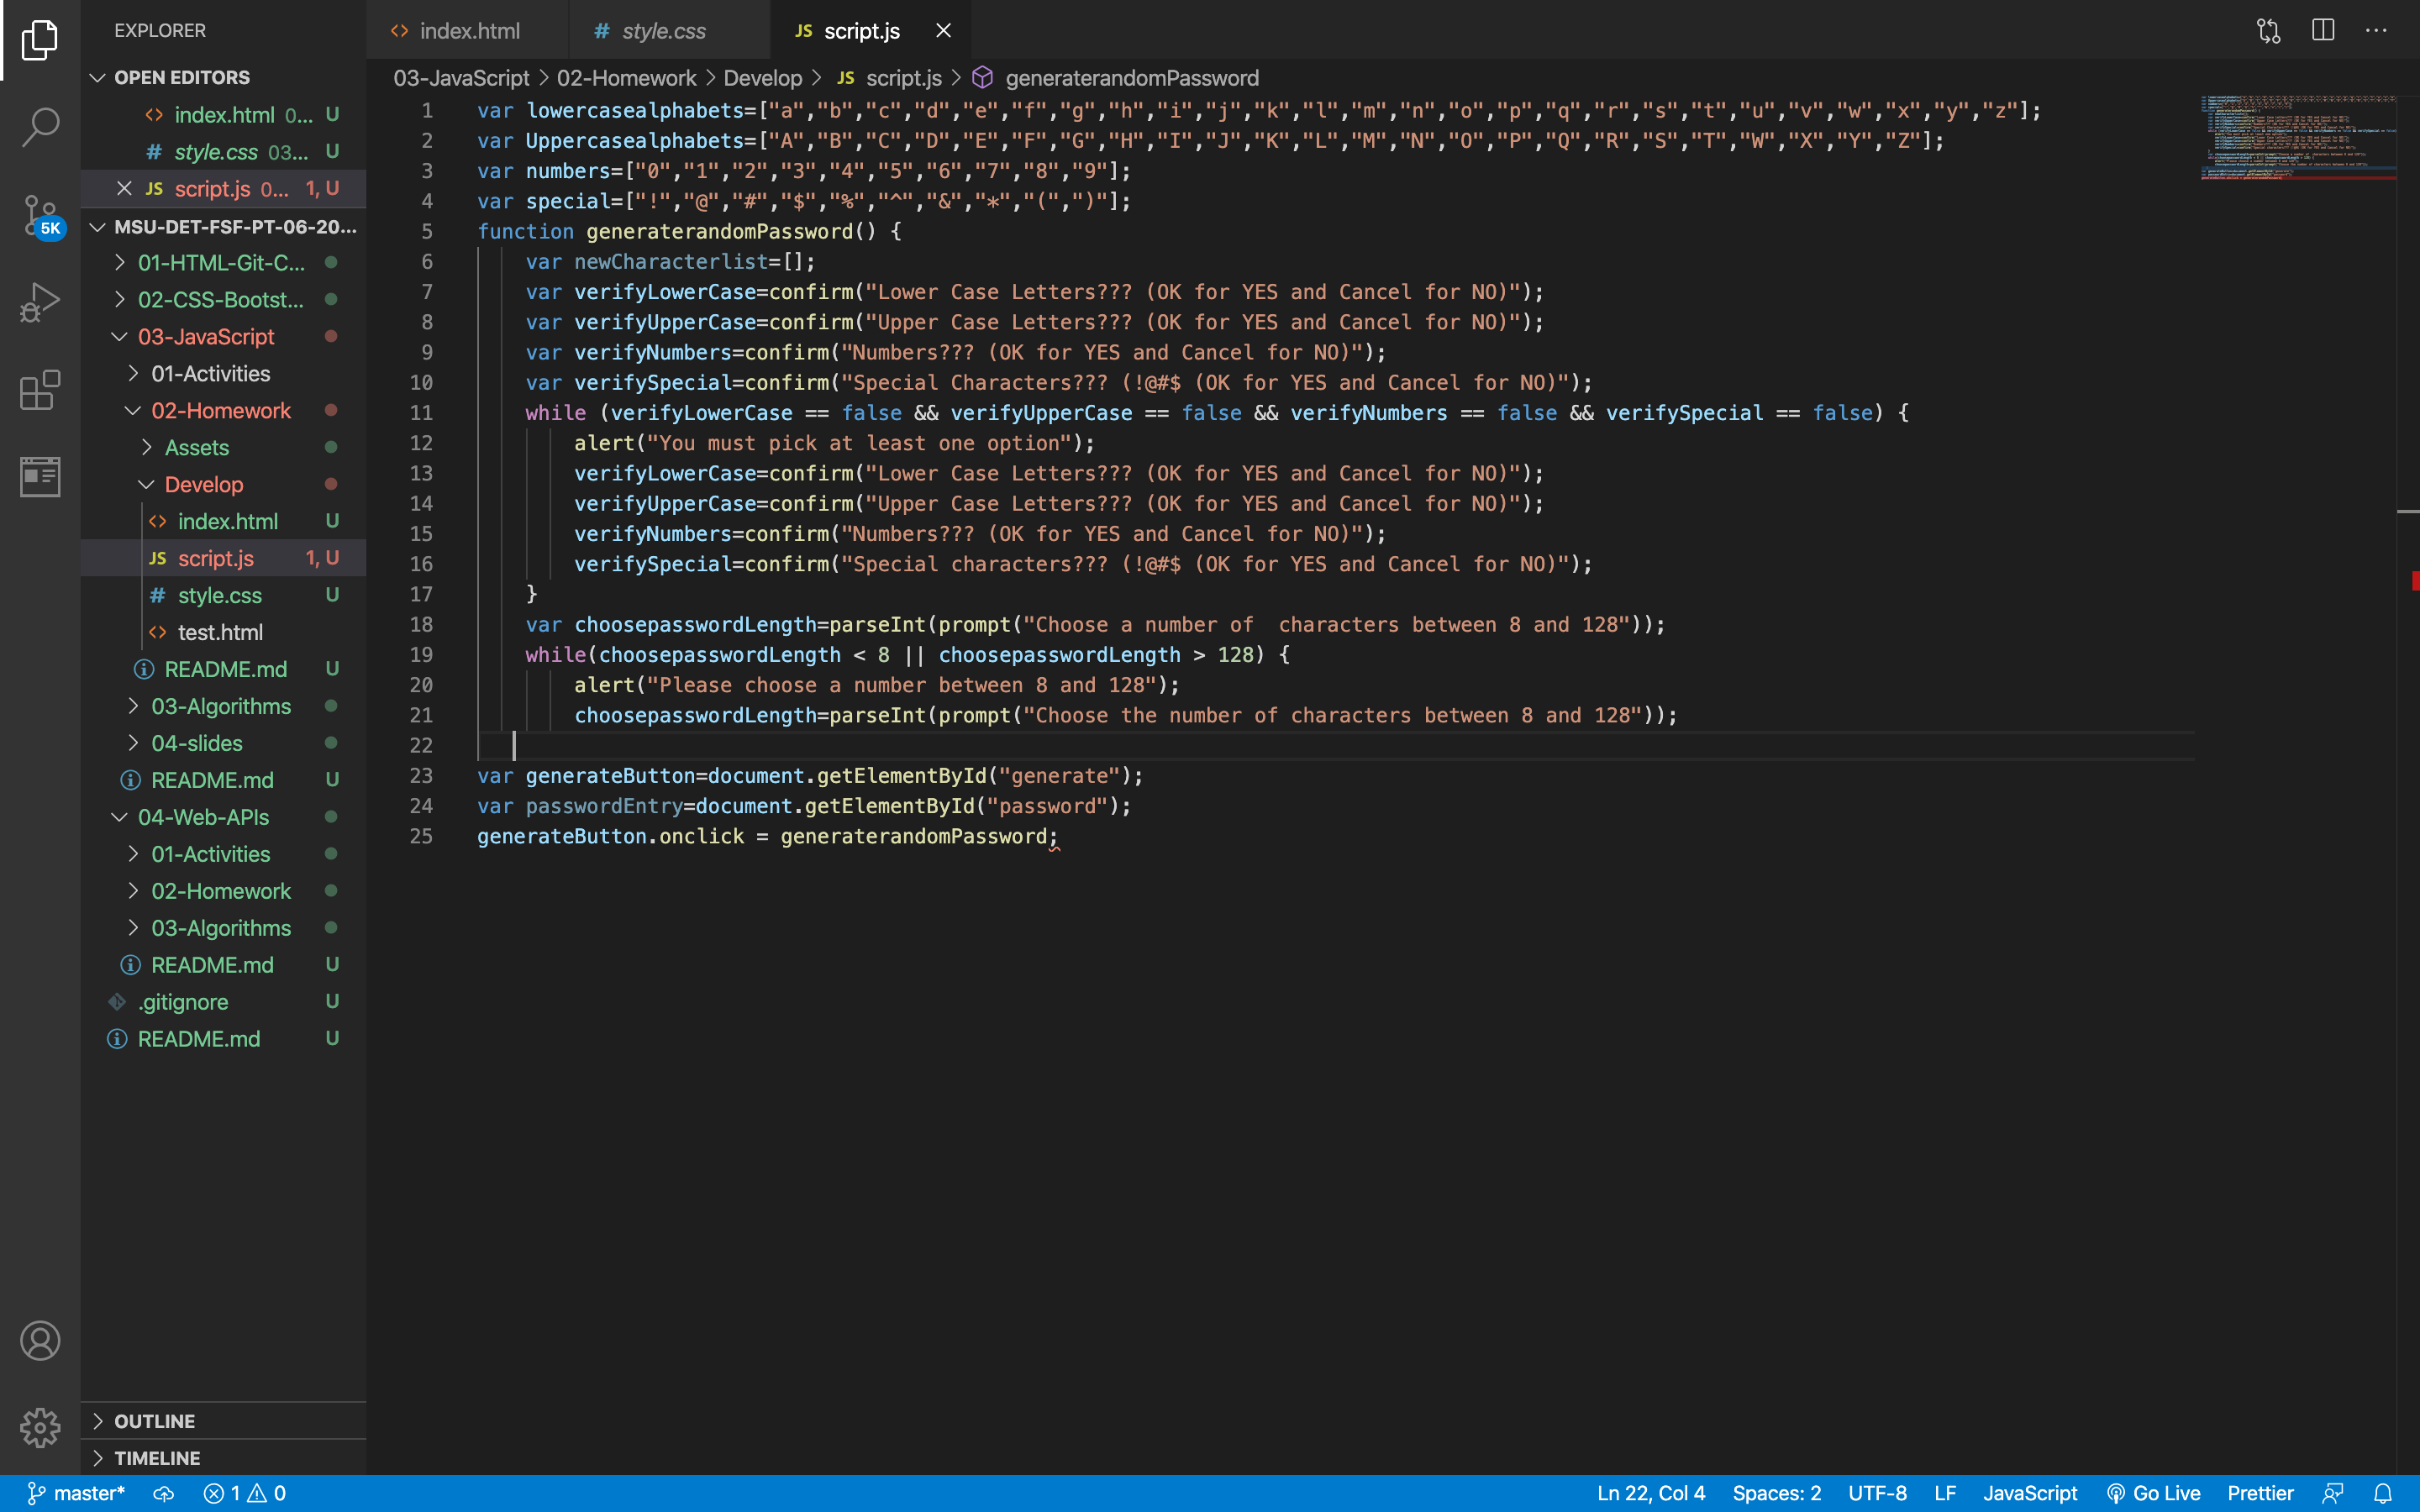 EXPLORER
OPEN EDITORS
index.html 0... U
style.css 03... U
script.js 0... 1, U
MSU-DET-FSF-PT-06-20...
01-HTML-Git-C...
02-CSS-Bootst...
03-JavaScript
01-Activities
02-Homework
Assets
Develop
index.html U
JS script.js 1, U
# style.css U
test.html
README.md U
03-Algorithms
04-slides
README.md U
04-Web-APIs
01-Activities
02-Homework
03-Algorithms
README.md U
.gitignore U
README.md U
OUTLINE
TIMELINE
5K
index.html # style.css JS script.js
03-JavaScript > 02-Homework > Develop > JS script.js > generaterandomPassword
1 var lowercasealphabets=["a","b","c","d","e","f","g","h","i","j","k","l","m","n","o","p","q","r","s","t","u","v","w","x","y","z"];
2 var Uppercasealphabets=["A","B","C","D","E","F","G","H","I","J","K","L","M","N","O","P","Q","R","S","T","W","X","Y","Z"];
3 var numbers=["0","1","2","3","4","5","6","7","8","9"];
4 var special=["!","@","#","$","%","^","&","*","(",")"];
5 function generaterandomPassword() {
6 var newCharacterlist=[];
7 var verifyLowerCase=confirm("Lower Case Letters??? (OK for YES and Cancel for NO)");
8 var verifyUpperCase=confirm("Upper Case Letters??? (OK for YES and Cancel for NO)");
9 var verifyNumbers=confirm("Numbers??? (OK for YES and Cancel for NO)");
10 var verifySpecial=confirm("Special Characters??? (!@#$ (OK for YES and Cancel for NO)");
11 while (verifyLowerCase == false && verifyUpperCase == false && verifyNumbers == false && verifySpecial == false) {
12 alert("You must pick at least one option");
13 verifyLowerCase=confirm("Lower Case Letters??? (OK for YES and Cancel for NO)");
14 verifyUpperCase=confirm("Upper Case Letters??? (OK for YES and Cancel for NO)");
15 verifyNumbers=confirm("Numbers??? (OK for YES and Cancel for NO)");
16 verifySpecial=confirm("Special characters??? (!@#$ (OK for YES and Cancel for NO)");
17 }
18 var choosepasswordLength=parseInt(prompt("Choose a number of  characters between 8 and 128"));
19 while(choosepasswordLength < 8 || choosepasswordLength > 128) {
20 alert("Please choose a number between 8 and 128");
21 choosepasswordLength=parseInt(prompt("Choose the number of characters between 8 and 128"));
22
23 var generateButton=document.getElementById("generate");
24 var passwordEntry=document.getElementById("password");
25 generateButton.onclick = generaterandomPassword;
master* 1 0 Ln 22, Col 4 Spaces: 2 UTF-8 LF JavaScript Go Live Prettier